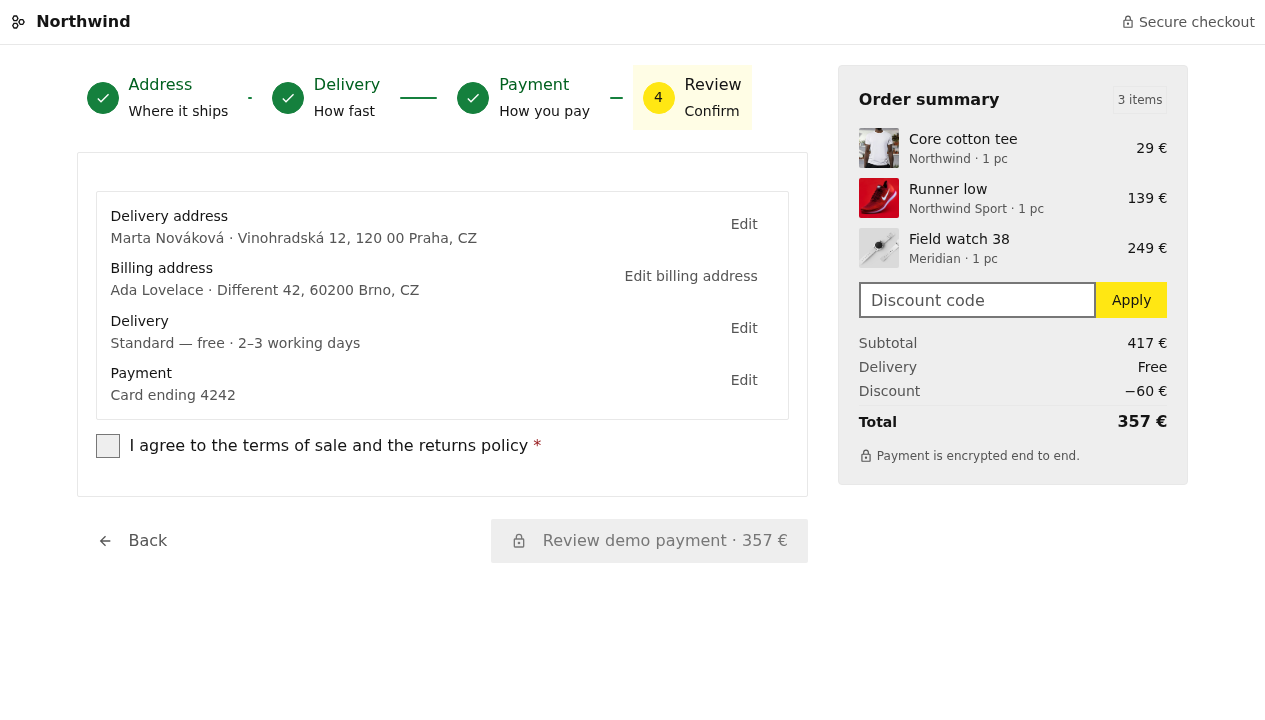 Northwind
Secure checkout
Address
Where it ships
Delivery
How fast
Payment
How you pay
4
Review
Confirm
Delivery address
Marta Nováková · Vinohradská 12, 120 00 Praha, CZ
Edit
Billing address
Ada Lovelace · Different 42, 60200 Brno, CZ
Edit billing address
Delivery
Standard — free · 2–3 working days
Edit
Payment
Card ending 4242
Edit
I agree to the terms of sale and the returns policy *
Back
Review demo payment · 357 €
Order summary
3 items
Core cotton tee
Northwind · 1 pc
29 €
Runner low
Northwind Sport · 1 pc
139 €
Field watch 38
Meridian · 1 pc
249 €
Discount code
Apply
Subtotal
417 €
Delivery
Free
Discount
−60 €
Total
357 €
Payment is encrypted end to end.